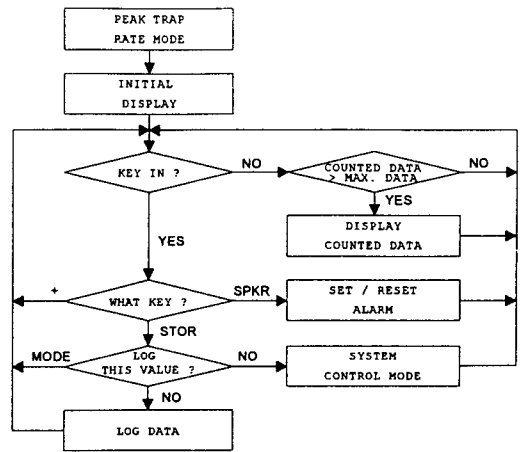 PEAK TRAP
RATE MODE
INITIAL
DISPLAY
KEY IN ?
NO
COUNTED DATA
> MAX. DATA
NO
YES
DISPLAY
COUNTED DATA
YES
+
WHAT KEY ?
SPKR
SET / RESET
ALARM
STOR
MODE
LOG
THIS VALUE ?
NO
SYSTEM
CONTROL MODE
NO
LOG DATA